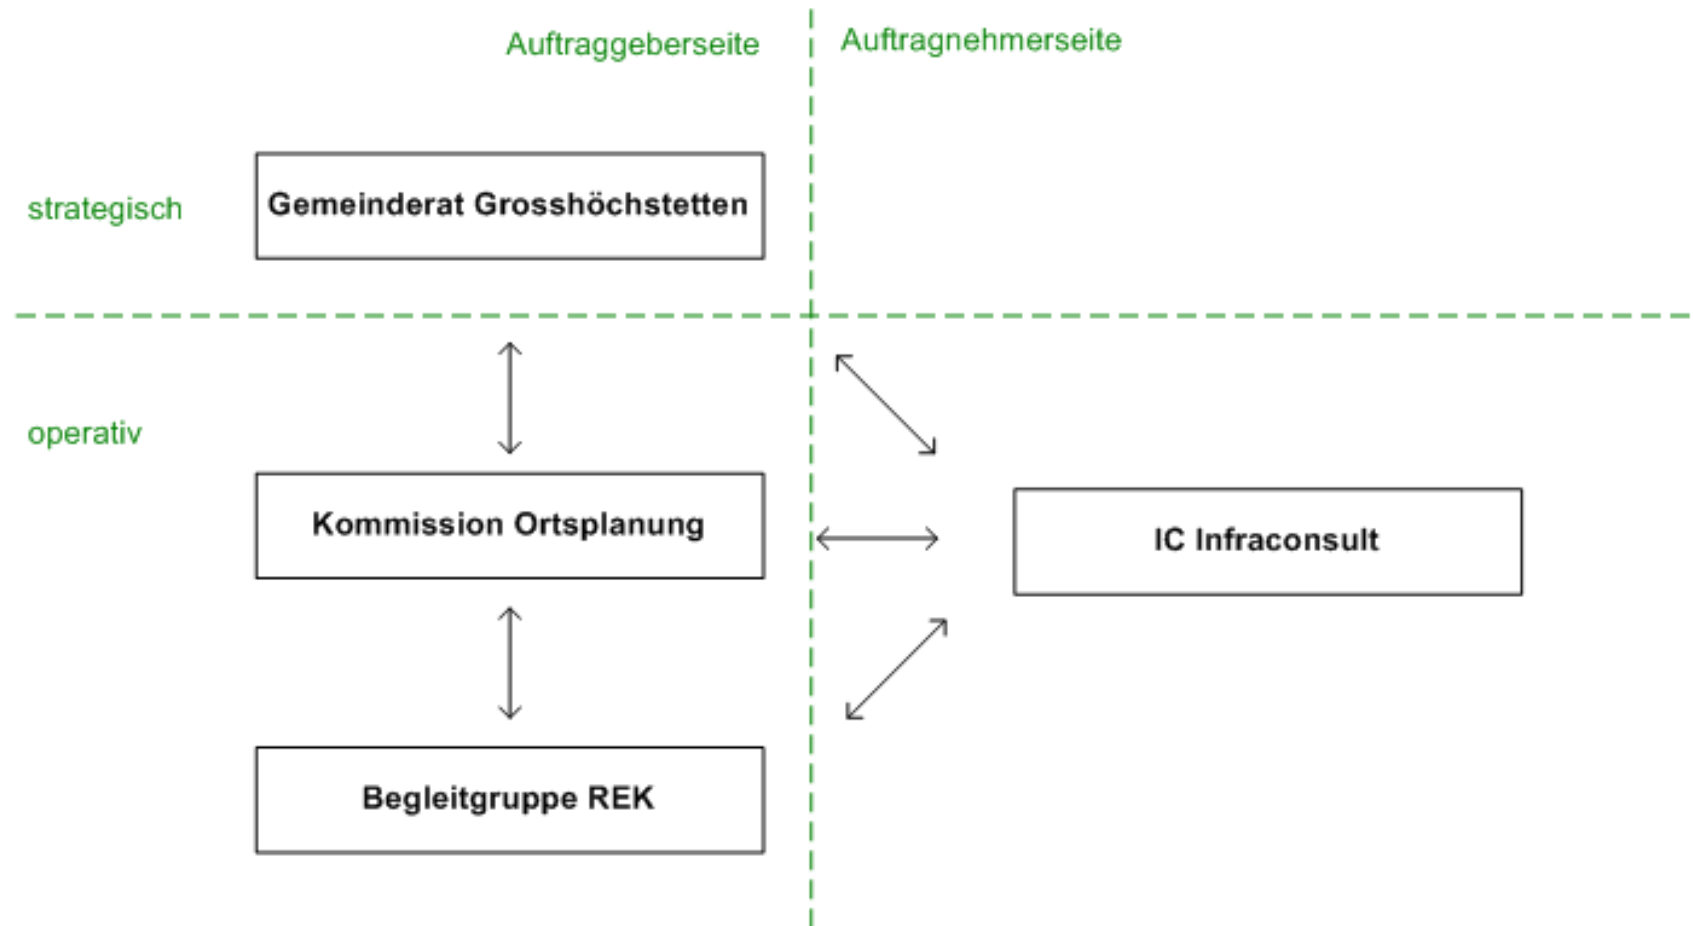 Auftraggeberseite
Auftragnehmerseite
strategisch
Gemeinderat Grosshöchstetten
operativ
Kommission Ortsplanung
IC Infraconsult
Begleitgruppe REK